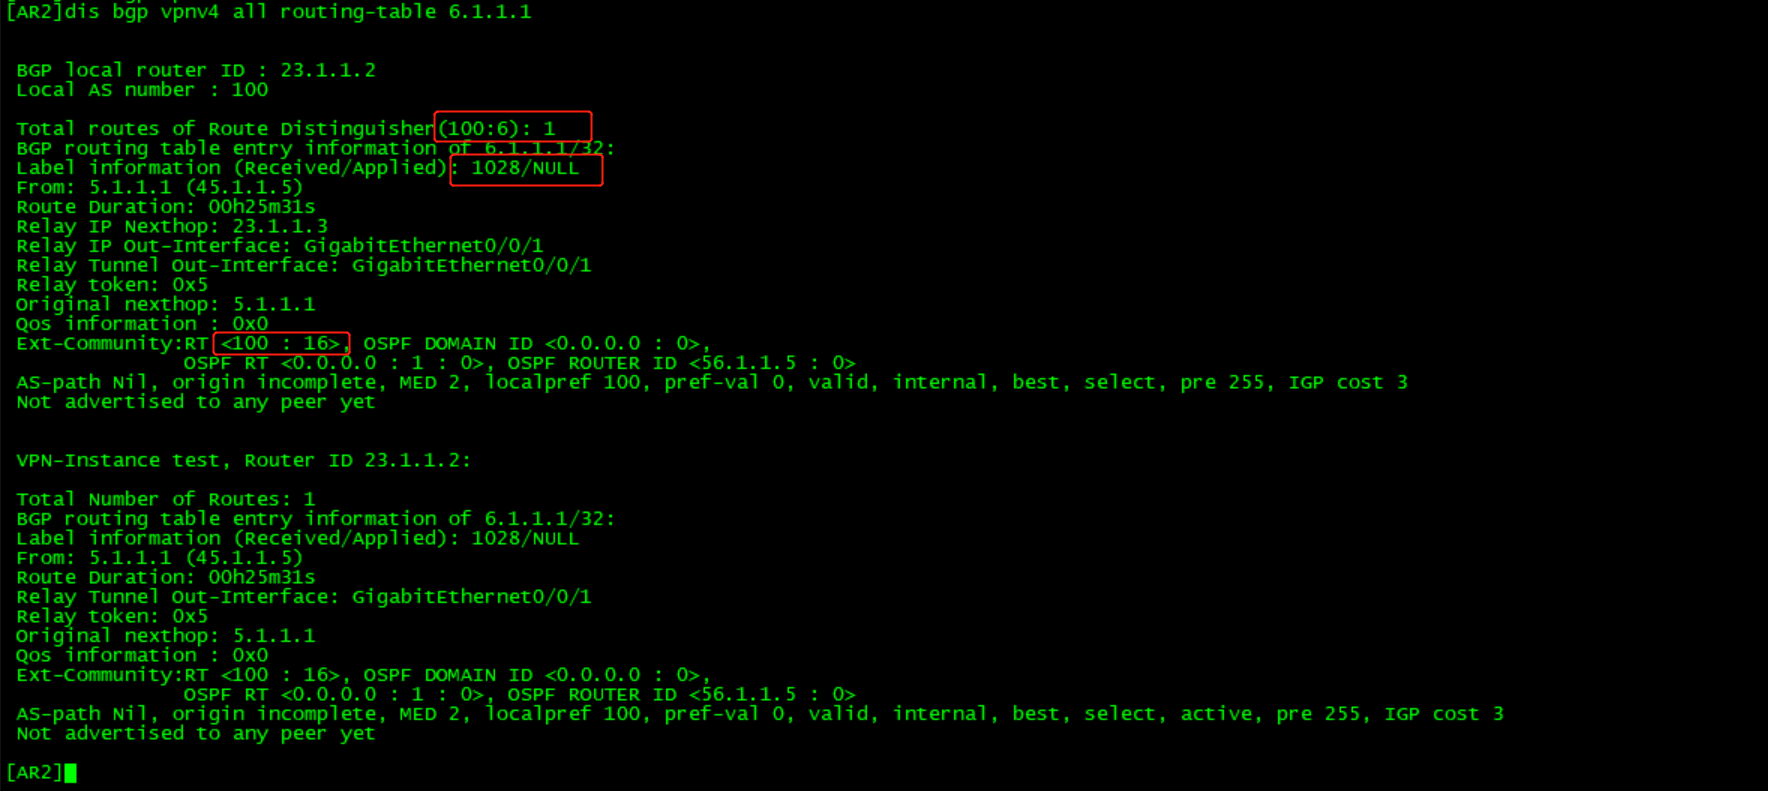 [AR2]dis bgp vpnv4 all routing-table 6.1.1.1
BGP local router ID : 23.1.1.2
Local AS number : 100
Total routes of Route Distinguisher(100:6): 1
BGP routing table entry information of 6.1.1.1/32:
Label information (Received/Applied): 1028/NULL
From: 5.1.1.1 (45.1.1.5)
Route Duration: 00h25m31s
Relay IP Nexthop: 23.1.1.3
Relay IP Out-Interface: GigabitEthernet0/0/1
Relay Tunnel Out-Interface: GigabitEthernet0/0/1
Relay token: 0x5
Original nexthop: 5.1.1.1
Qos information : 0x0
Ext-Community:RT <100 : 16>, OSPF DOMAIN ID <0.0.0.0 : 0>,
OSPF RT <0.0.0.0 : 1 : 0>, OSPF ROUTER ID <56.1.1.5 : 0>
AS-path Nil, origin incomplete, MED 2, localpref 100, pref-val 0, valid, internal, best, select, pre 255, IGP cost 3
Not advertised to any peer yet
VPN-Instance test, Router ID 23.1.1.2:
Total Number of Routes: 1
BGP routing table entry information of 6.1.1.1/32:
Label information (Received/Applied): 1028/NULL
From: 5.1.1.1 (45.1.1.5)
Route Duration: 00h25m31s
Relay Tunnel Out-Interface: GigabitEthernet0/0/1
Relay token: 0x5
Original nexthop: 5.1.1.1
Qos information : 0x0
Ext-Community:RT <100 : 16>, OSPF DOMAIN ID <0.0.0.0 : 0>,
OSPF RT <0.0.0.0 : 1 : 0>, OSPF ROUTER ID <56.1.1.5 : 0>
AS-path Nil, origin incomplete, MED 2, localpref 100, pref-val 0, valid, internal, best, select, active, pre 255, IGP cost 3
Not advertised to any peer yet
[AR2]